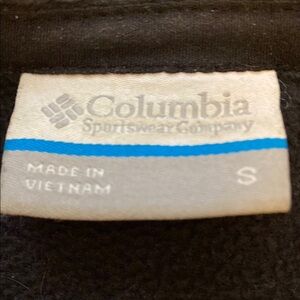 Columbia
Sportswear Company
MADE IN
VIETNAM
S